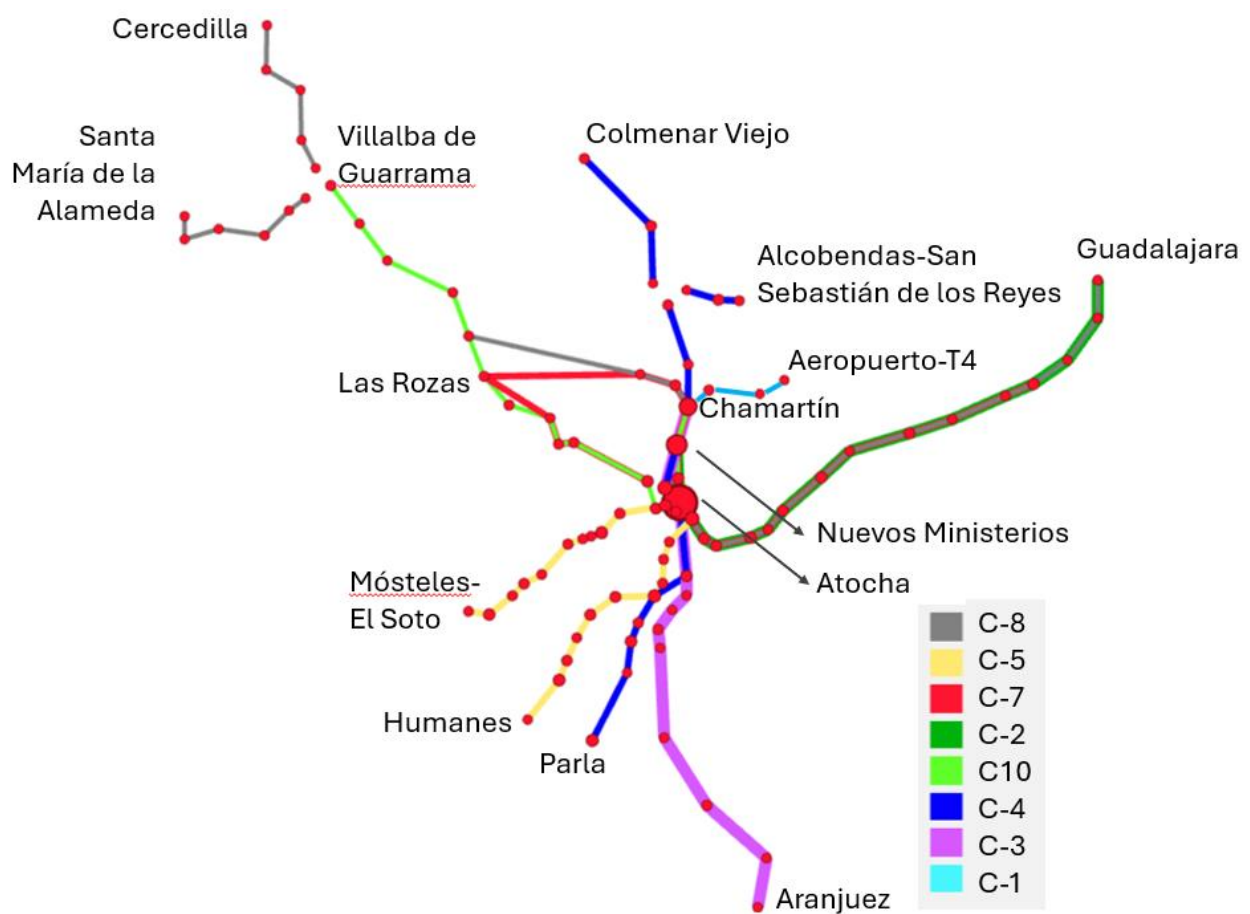 Cercedilla
Santa
María de la
Alameda
Villalba de
Guarrama
Colmenar Viejo
Alcobendas-San
Sebastián de los Reyes
Guadalajara
Aeropuerto-T4
Las Rozas
Chamartín
Nuevos Ministerios
Atocha
Mósteles-
El Soto
Humanes
Parla
Aranjuez
C-8
C-5
C-7
C-2
C10
C-4
C-3
C-1